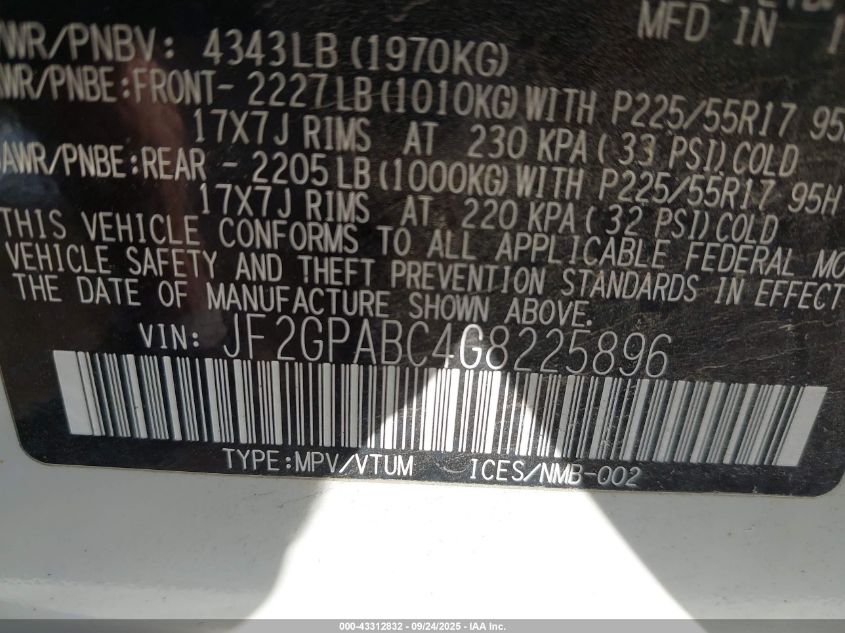 MFD IN
WR/PNBV: 4343LB (1970KG)
WR/PNBE:FRONT- 2227LB(1010KG)WITH P225/55R17 95
17X7J RIMS AT 230 KPA(33 PSI)COLD
AWR/PNBE:REAR - 2205LB(1000KG)WITH P225/55R17 95H
17X7J RIMS AT 220 KPA(32 PSI)COLD
THIS VEHICLE CONFORMS TO ALL APPLICABLE FEDERAL MO
VEHICLE SAFETY AND THEFT PREVENTION STANDARDS IN EFFECT
THE DATE OF MANUFACTURE SHOWN ABOVE.
VIN: JF2GPABC4G8225896
TYPE:MPV/VTUM ICES/NMB-002
000-43312832 - 09/24/2025 - IAA Inc.